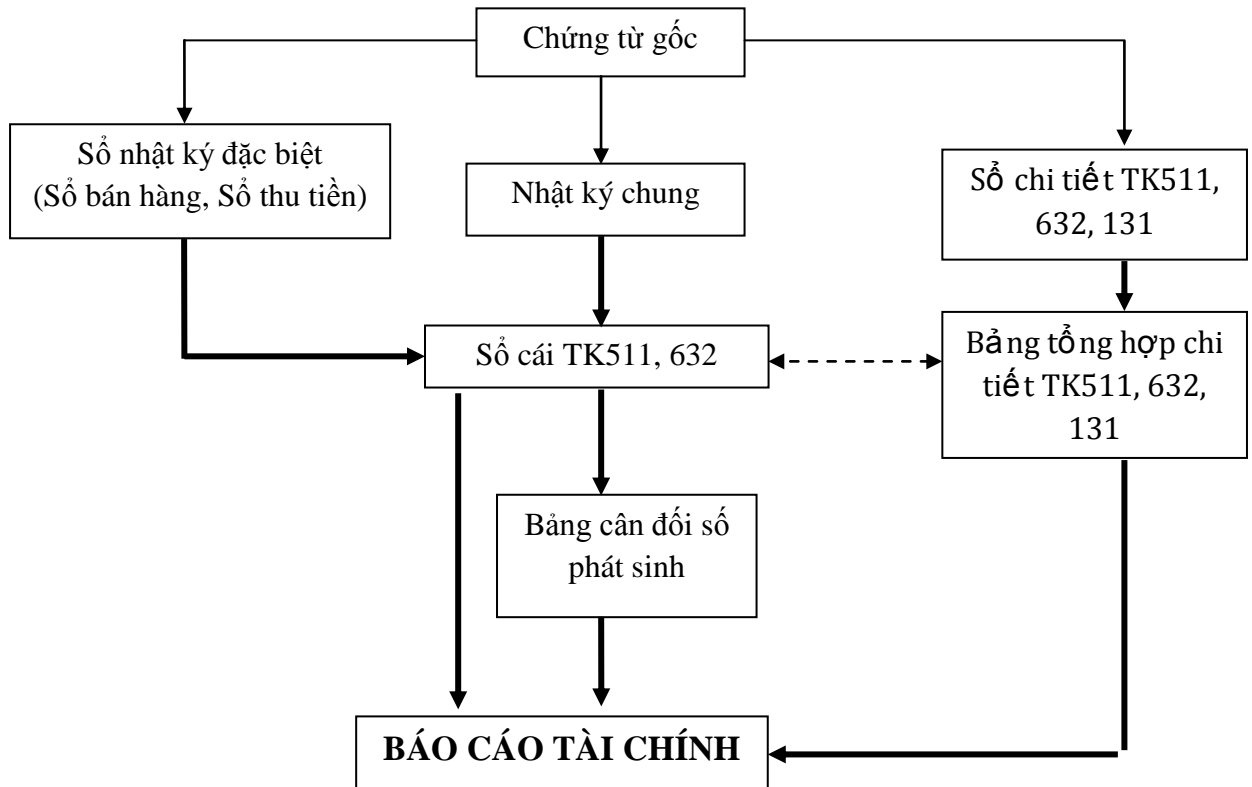 Chứng từ gốc
Sổ nhật ký đặc biệt
(Sổ bán hàng, Sổ thu tiền)
Nhật ký chung
Sổ chi tiết TK511,
632, 131
Sổ cái TK511, 632
Bảng tổng hợp chi
tiết TK511, 632,
131
Bảng cân đối số
phát sinh
BÁO CÁO TÀI CHÍNH